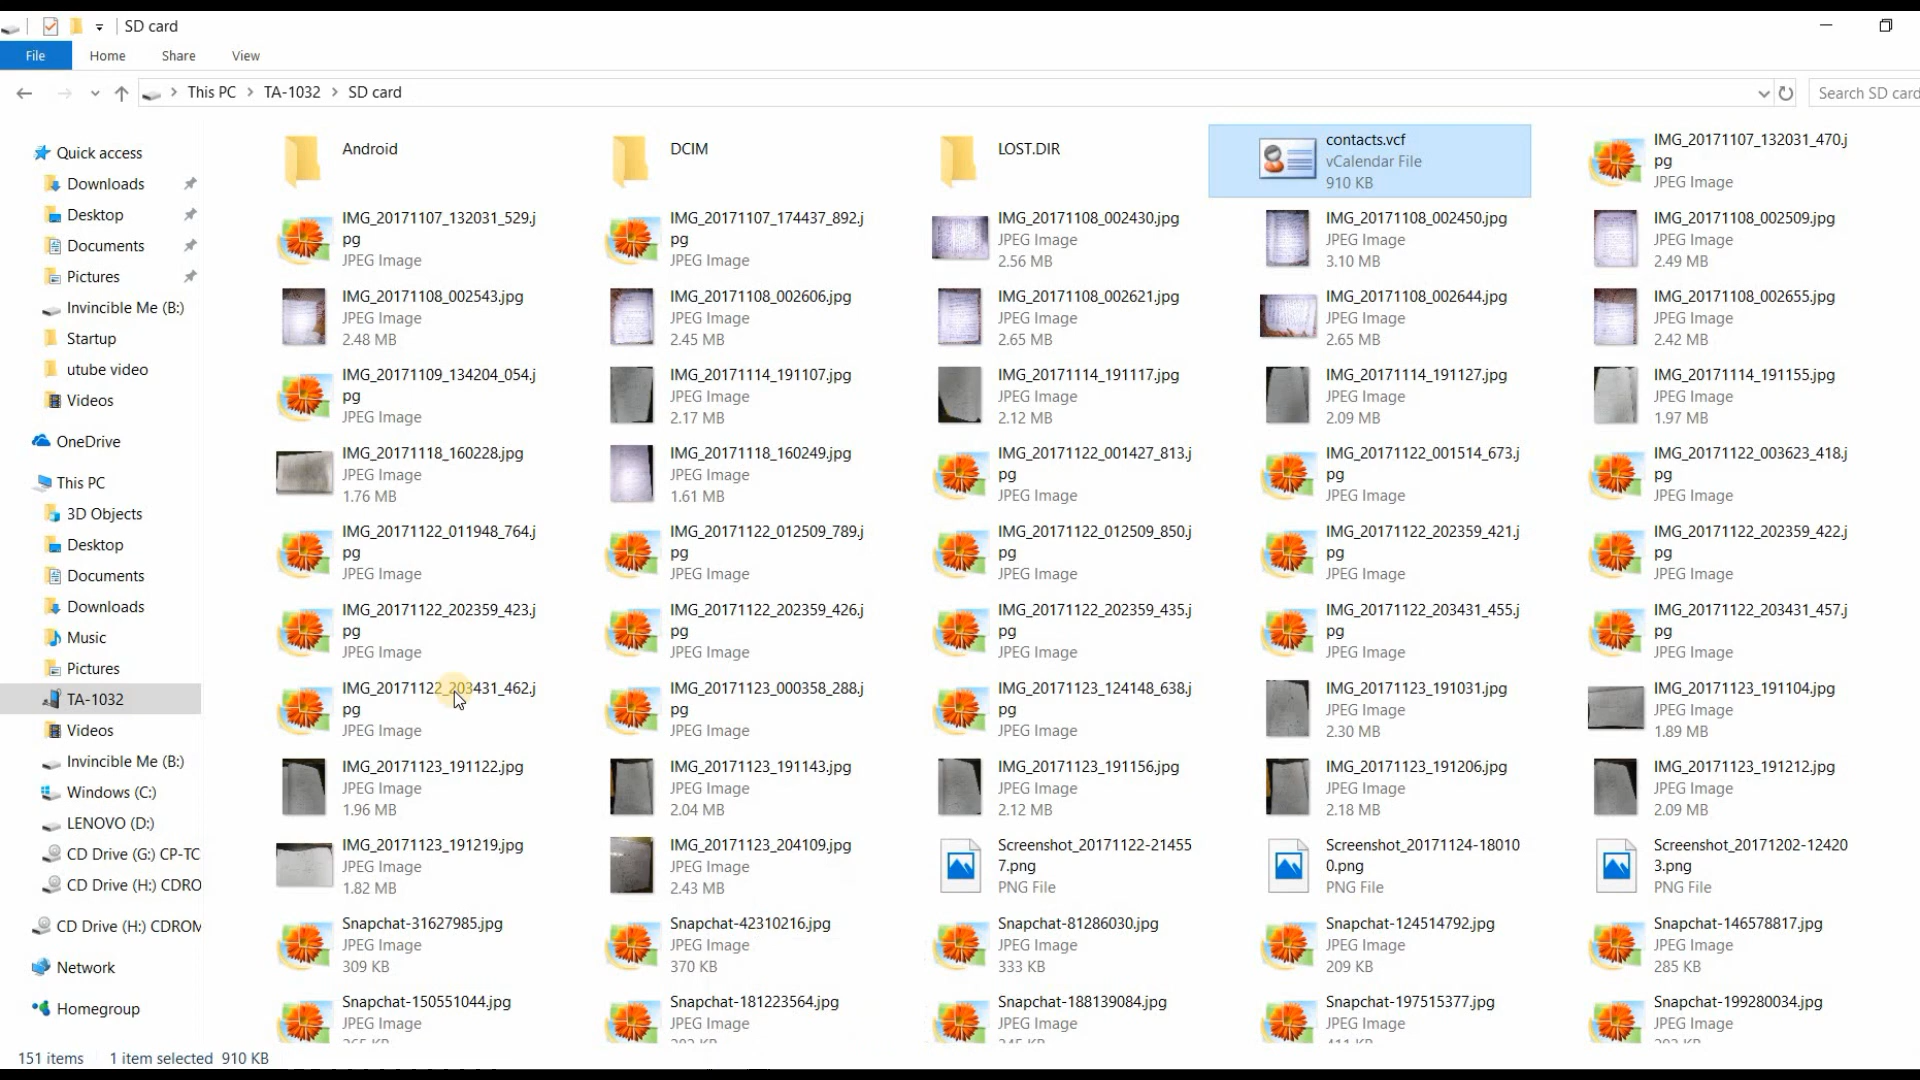 SD card
File Home Share View
This PC TA-1032 SD card
Search SD card
Quick access
Downloads
Desktop
Documents
Pictures
Invincible Me (B:)
Startup
utube video
Videos
OneDrive
This PC
3D Objects
Desktop
Documents
Downloads
Music
Pictures
TA-1032
Videos
Invincible Me (B:)
Windows (C:)
LENOVO (D:)
CD Drive (G:) CP-TC
CD Drive (H:) CDRO
CD Drive (H:) CDROM
Network
Homegroup
Android
DCIM
LOST.DIR
contacts.vcf
vCalendar File
910 KB
IMG_20171107_132031_470.j
pg
JPEG Image
IMG_20171107_132031_529.j
pg
JPEG Image
IMG_20171107_174437_892.j
pg
JPEG Image
IMG_20171108_002430.jpg
JPEG Image
2.56 MB
IMG_20171108_002450.jpg
JPEG Image
3.10 MB
IMG_20171108_002509.jpg
JPEG Image
2.49 MB
IMG_20171108_002543.jpg
JPEG Image
2.48 MB
IMG_20171108_002606.jpg
JPEG Image
2.45 MB
IMG_20171108_002621.jpg
JPEG Image
2.65 MB
IMG_20171108_002644.jpg
JPEG Image
2.65 MB
IMG_20171108_002655.jpg
JPEG Image
2.42 MB
IMG_20171109_134204_054.j
pg
JPEG Image
IMG_20171114_191107.jpg
JPEG Image
2.17 MB
IMG_20171114_191117.jpg
JPEG Image
2.12 MB
IMG_20171114_191127.jpg
JPEG Image
2.09 MB
IMG_20171114_191155.jpg
JPEG Image
1.97 MB
IMG_20171118_160228.jpg
JPEG Image
1.76 MB
IMG_20171118_160249.jpg
JPEG Image
1.61 MB
IMG_20171122_001427_813.j
pg
JPEG Image
IMG_20171122_001514_673.j
pg
JPEG Image
IMG_20171122_003623_418.j
pg
JPEG Image
IMG_20171122_011948_764.j
pg
JPEG Image
IMG_20171122_012509_789.j
pg
JPEG Image
IMG_20171122_012509_850.j
pg
JPEG Image
IMG_20171122_202359_421.j
pg
JPEG Image
IMG_20171122_202359_422.j
pg
JPEG Image
IMG_20171122_202359_423.j
pg
JPEG Image
IMG_20171122_202359_426.j
pg
JPEG Image
IMG_20171122_202359_435.j
pg
JPEG Image
IMG_20171122_203431_455.j
pg
JPEG Image
IMG_20171122_203431_457.j
pg
JPEG Image
IMG_20171122_203431_462.j
pg
JPEG Image
IMG_20171123_000358_288.j
pg
JPEG Image
IMG_20171123_124148_638.j
pg
JPEG Image
IMG_20171123_191031.jpg
JPEG Image
2.30 MB
IMG_20171123_191104.jpg
JPEG Image
1.89 MB
IMG_20171123_191122.jpg
JPEG Image
1.96 MB
IMG_20171123_191143.jpg
JPEG Image
2.04 MB
IMG_20171123_191156.jpg
JPEG Image
2.12 MB
IMG_20171123_191206.jpg
JPEG Image
2.18 MB
IMG_20171123_191212.jpg
JPEG Image
2.09 MB
IMG_20171123_191219.jpg
JPEG Image
1.82 MB
IMG_20171123_204109.jpg
JPEG Image
2.43 MB
Screenshot_20171122-21455
7.png
PNG File
Screenshot_20171124-18010
0.png
PNG File
Screenshot_20171202-12420
3.png
PNG File
Snapchat-31627985.jpg
JPEG Image
309 KB
Snapchat-42310216.jpg
JPEG Image
370 KB
Snapchat-81286030.jpg
JPEG Image
333 KB
Snapchat-124514792.jpg
JPEG Image
209 KB
Snapchat-146578817.jpg
JPEG Image
285 KB
Snapchat-150551044.jpg
JPEG Image
Snapchat-181223564.jpg
JPEG Image
Snapchat-188139084.jpg
JPEG Image
Snapchat-197515377.jpg
JPEG Image
Snapchat-199280034.jpg
JPEG Image
151 items 1 item selected 910 KB